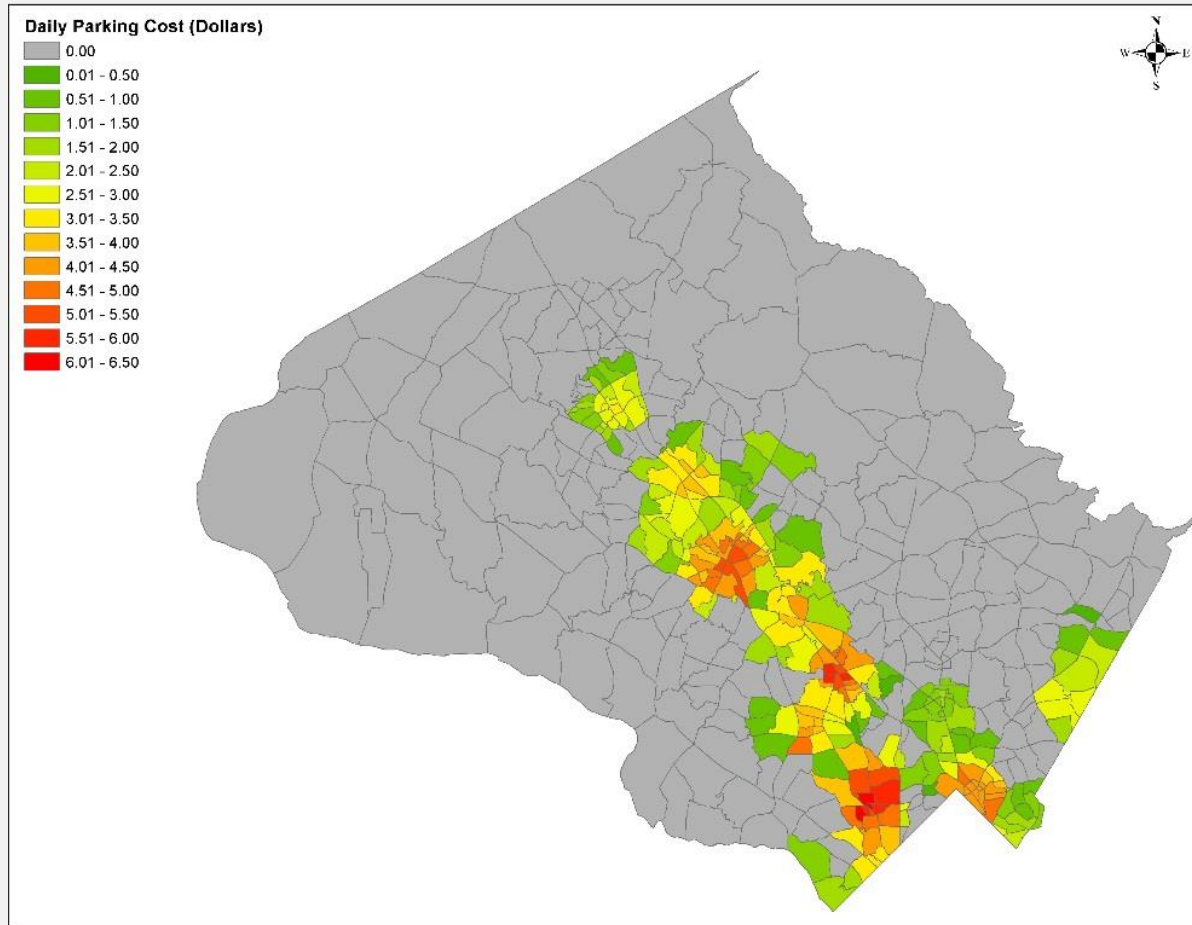 Daily Parking Cost (Dollars)
0.00
0.01 - 0.50
0.51 - 1.00
1.01 - 1.50
1.51 - 2.00
2.01 - 2.50
2.51 - 3.00
3.01 - 3.50
3.51 - 4.00
4.01 - 4.50
4.51 - 5.00
5.01 - 5.50
5.51 - 6.00
6.01 - 6.50
N
W E
S